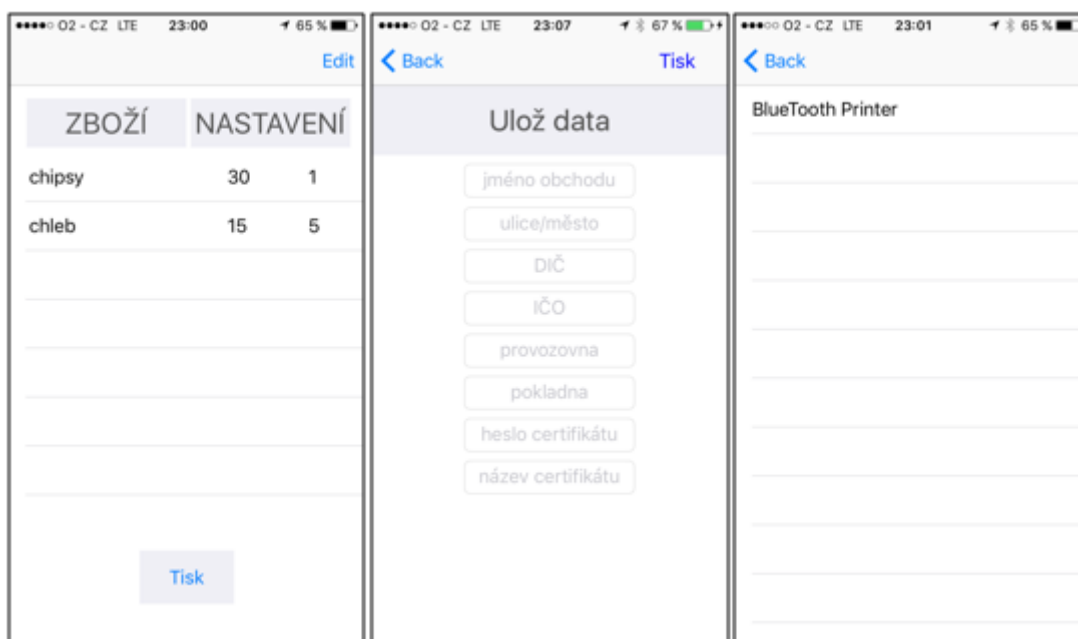 O2 - CZ LTE 23:00 65 %
Edit
ZBOŽÍ NASTAVENÍ
chipsy 30 1
chleb 15 5
Tisk
O2 - CZ LTE 23:07 67 %
Back Tisk
Ulož data
jméno obchodu
ulice/město
DIČ
IČO
provozovna
pokladna
heslo certifikátu
název certifikátu
O2 - CZ LTE 23:01 65 %
Back
BlueTooth Printer